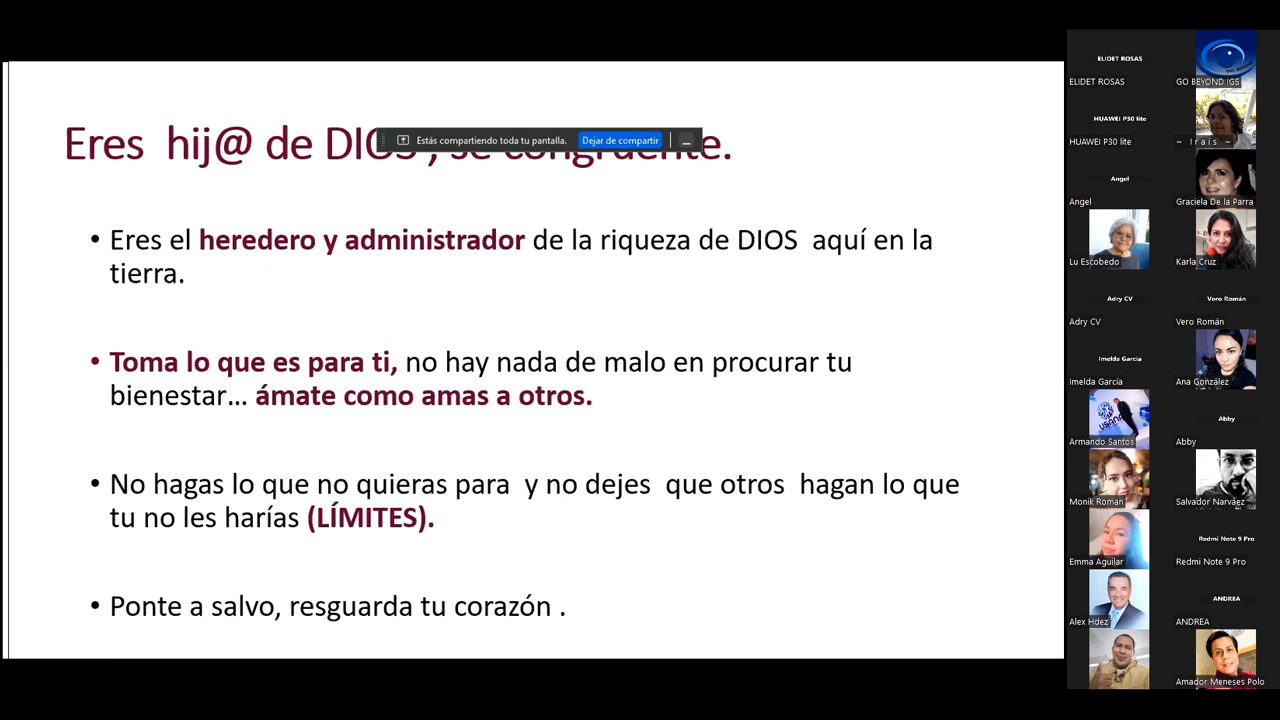 Eres hij@ de DIOS , se congruente.
Estás compartiendo toda tu pantalla. Dejar de compartir
• Eres el heredero y administrador de la riqueza de DIOS aquí en la
tierra.
• Toma lo que es para ti, no hay nada de malo en procurar tu
bienestar... ámate como amas a otros.
• No hagas lo que no quieras para y no dejes que otros hagan lo que
tu no les harías (LÍMITES).
• Ponte a salvo, resguarda tu corazón .
ELIDET ROSAS
ELIDET ROSAS
GO BEYOND IGS
HUAWEI P30 lite
HUAWEI P30 lite
~ I r a í s ~
Angel
Angel
Graciela De la Parra
Lu Escobedo
Karla Cruz
Adry CV
Vero Román
Adry CV
Vero Román
Imelda García
Imelda García
Ana González
USANA
Abby
Armando Santos
Abby
Monik Roman
Salvador Narváez
Redmi Note 9 Pro
Emma Aguilar
Redmi Note 9 Pro
ANDREA
Alex Hdez
ANDREA
Amador Meneses Polo